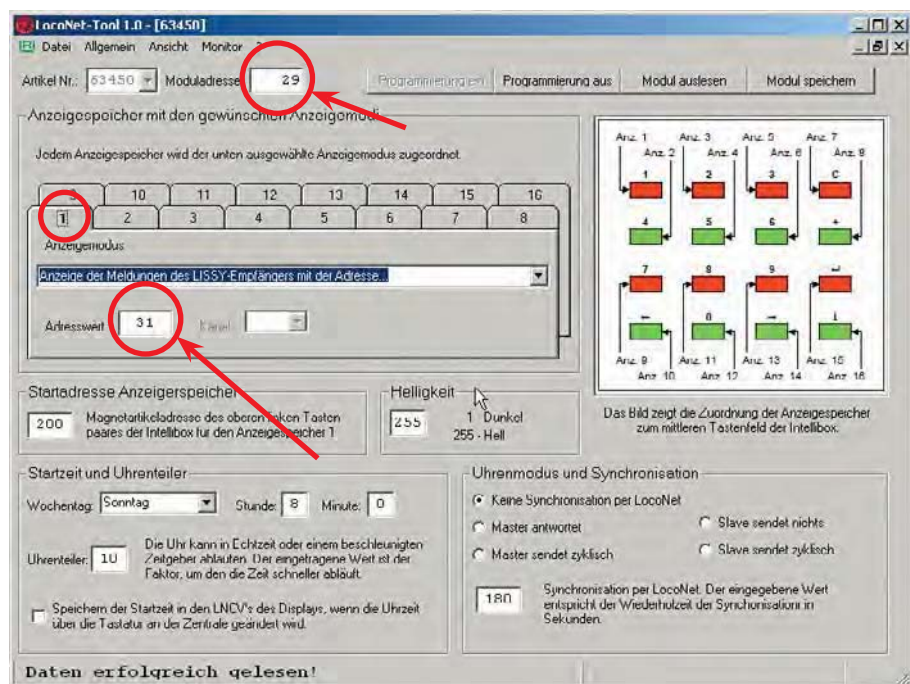 LocoNet-Tool 1.0 - [63450]
Datei Allgemein Ansicht Monitor ?
Artikel Nr.: 63450 Moduladresse 29 Programmierung ein Programmierung aus Modul auslesen Modul speichern
Anzeigespeicher mit den gewünschten Anzeigemodi
Jedem Anzeigespeicher wird der unten ausgewählte Anzeigemodus zugeordnet.
9 10 11 12 13 14 15 16
1 2 3 4 5 6 7 8
Anzeigemodus
Anzeige der Meldungen des LISSY-Empfängers mit der Adresse...
Adresswert 31 Kanal
Anz. 1 Anz. 3 Anz. 5 Anz. 7
Anz. 2 Anz. 4 Anz. 6 Anz. 8
1 2 3 C
4 5 6 +
7 8 9 ↵
← 0 → ↓
Anz. 9 Anz. 11 Anz. 13 Anz. 15
Anz. 10 Anz. 12 Anz. 14 Anz. 16
Das Bild zeigt die Zuordnung der Anzeigespeicher
zum mittleren Tastenfeld der Intellibox.
Startadresse Anzeigerspeicher
200 Magnetartikeladresse des oberen linken Tasten
paares der Intellibox für den Anzeigespeicher 1
Helligkeit
255 1 Dunkel
255 - Hell
Startzeit und Uhrenteiler
Wochentag: Sonntag Stunde: 8 Minute: 0
Uhrenteiler: 10 Die Uhr kann in Echtzeit oder einem beschleunigten
Zeitgeber ablaufen. Der eingetragene Wert ist der
Faktor, um den die Zeit schneller abläuft.
Speichern der Startzeit in den LNCV's des Displays, wenn die Uhrzeit
über die Tastatur an der Zentrale geändert wird.
Uhrenmodus und Synchronisation
Keine Synchronisation per LocoNet
Master antwortet Slave sendet nichts
Master sendet zyklisch Slave sendet zyklisch
180 Synchronisation per LocoNet. Der eingegebene Wert
entspricht der Wiederholzeit der Synchonisation in
Sekunden.
Daten erfolgreich gelesen!